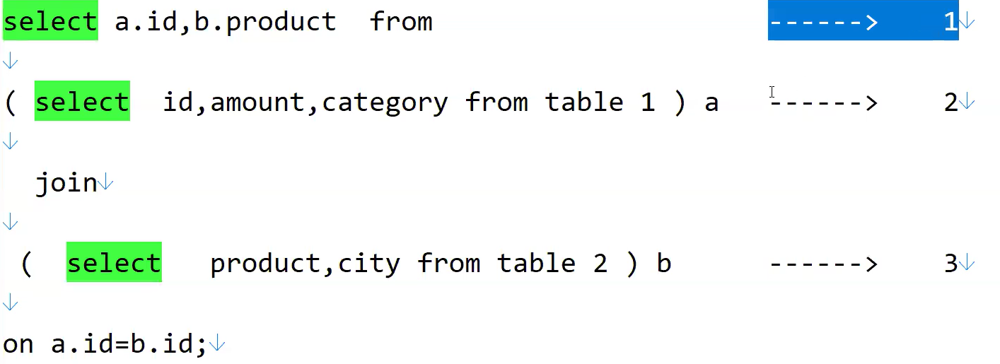 select a.id,b.product from ------> 1
( select id,amount,category from table 1 ) a ------> 2
join
( select product,city from table 2 ) b ------> 3
on a.id=b.id;